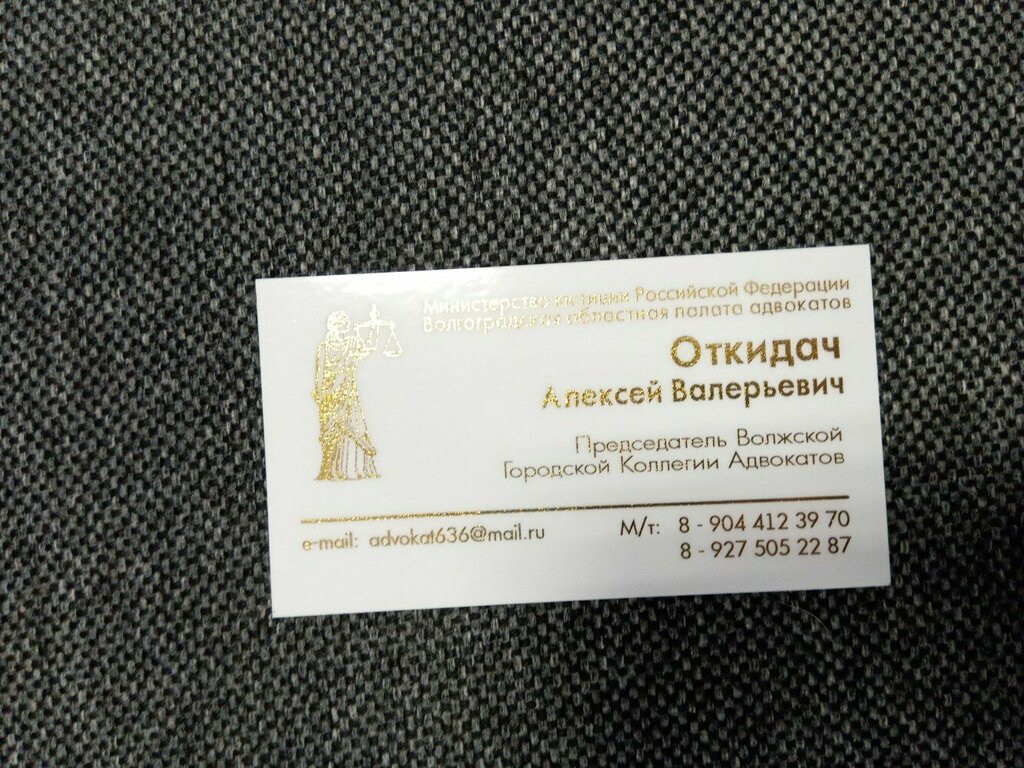 Министерство юстиции Российской Федерации
Волгоградская областная палата адвокатов
Откидач
Алексей Валерьевич
Председатель Волжской
Городской Коллегии Адвокатов
e-mail: advokat636@mail.ru
М/т: 8 - 904 412 39 70
8 - 927 505 22 87